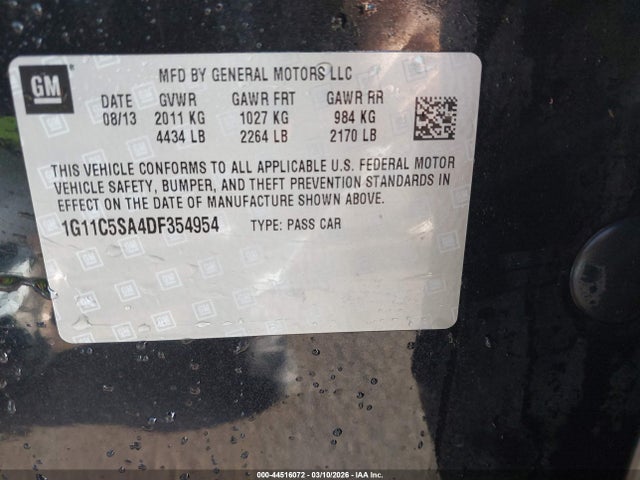 GM
MFD BY GENERAL MOTORS LLC
DATE GVWR GAWR FRT GAWR RR
08/13 2011 KG 1027 KG 984 KG
4434 LB 2264 LB 2170 LB
THIS VEHICLE CONFORMS TO ALL APPLICABLE U.S. FEDERAL MOTOR
VEHICLE SAFETY, BUMPER, AND THEFT PREVENTION STANDARDS IN
EFFECT ON THE DATE OF MANUFACTURE SHOWN ABOVE.
1G11C5SA4DF354954 TYPE: PASS CAR
000-44516072 — 03/10/2026 — IAA Inc.